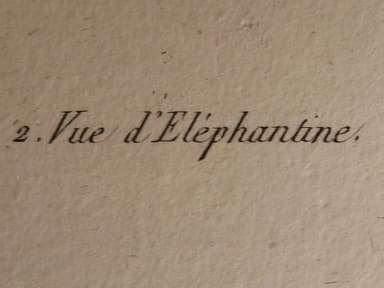 2. Vue d'Eléphantine.